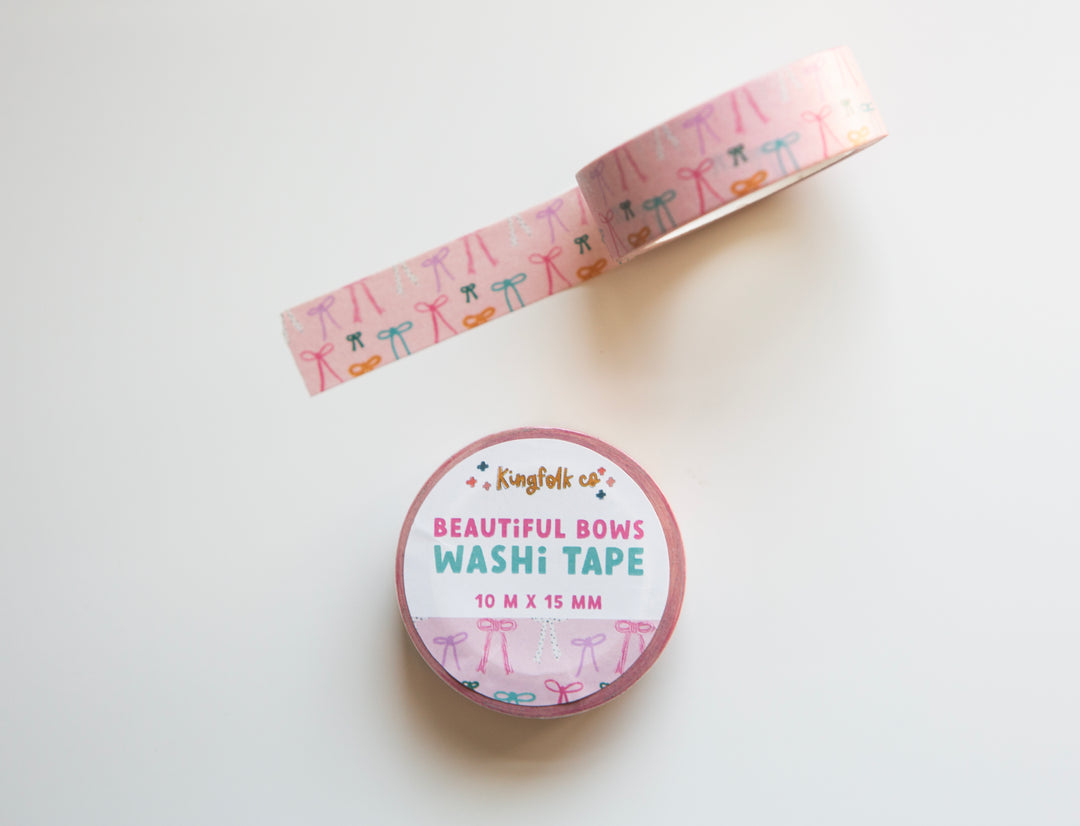 Kingfolk co
BEAUTiFUL BOWS
WASHi TAPE
10 M X 15 MM